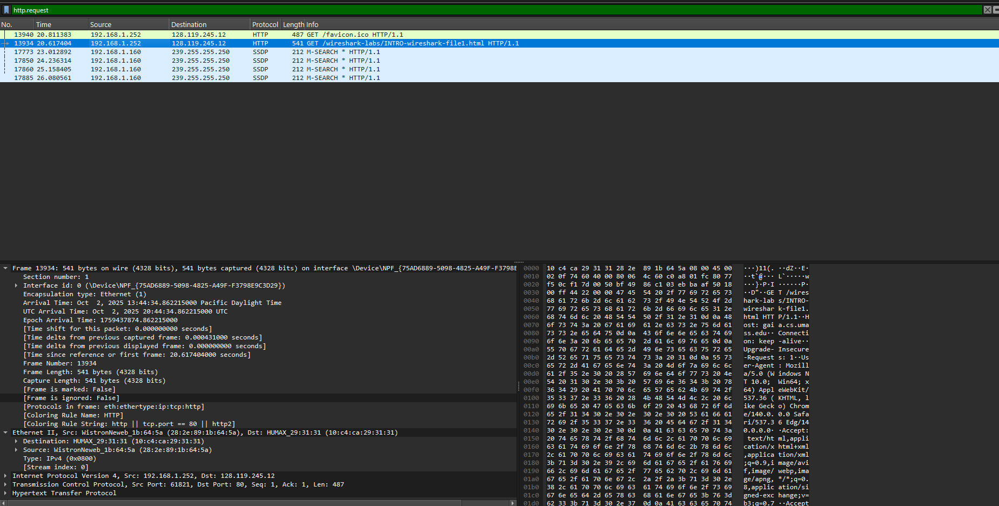 http.request
No. Time Source Destination Protocol Length Info
13940 20.811383 192.168.1.252 128.119.245.12 HTTP 487 GET /favicon.ico HTTP/1.1
13934 20.617404 192.168.1.252 128.119.245.12 HTTP 541 GET /wireshark-labs/INTRO-wireshark-file1.html HTTP/1.1
17773 23.012892 192.168.1.160 239.255.255.250 SSDP 212 M-SEARCH * HTTP/1.1
17850 24.236314 192.168.1.160 239.255.255.250 SSDP 212 M-SEARCH * HTTP/1.1
17860 25.158405 192.168.1.160 239.255.255.250 SSDP 212 M-SEARCH * HTTP/1.1
17885 26.080561 192.168.1.160 239.255.255.250 SSDP 212 M-SEARCH * HTTP/1.1
Frame 13934: 541 bytes on wire (4328 bits), 541 bytes captured (4328 bits) on interface \Device\NPF_{75AD6889-5098-4825-A49F-F3798E
Section number: 1
Interface id: 0 (\Device\NPF_{75AD6889-5098-4825-A49F-F3798E9C3D29})
Encapsulation type: Ethernet (1)
Arrival Time: Oct  2, 2025 13:44:34.862215000 Pacific Daylight Time
UTC Arrival Time: Oct  2, 2025 20:44:34.862215000 UTC
Epoch Arrival Time: 1759437874.862215000
[Time shift for this packet: 0.000000000 seconds]
[Time delta from previous captured frame: 0.000431000 seconds]
[Time delta from previous displayed frame: 0.000000000 seconds]
[Time since reference or first frame: 20.617404000 seconds]
Frame Number: 13934
Frame Length: 541 bytes (4328 bits)
Capture Length: 541 bytes (4328 bits)
[Frame is marked: False]
[Frame is ignored: False]
[Protocols in frame: eth:ethertype:ip:tcp:http]
[Coloring Rule Name: HTTP]
[Coloring Rule String: http || tcp.port == 80 || http2]
Ethernet II, Src: WistronNeweb_1b:64:5a (28:2e:89:1b:64:5a), Dst: HUMAX_29:31:31 (10:c4:ca:29:31:31)
Destination: HUMAX_29:31:31 (10:c4:ca:29:31:31)
Source: WistronNeweb_1b:64:5a (28:2e:89:1b:64:5a)
Type: IPv4 (0x0800)
[Stream index: 0]
Internet Protocol Version 4, Src: 192.168.1.252, Dst: 128.119.245.12
Transmission Control Protocol, Src Port: 61821, Dst Port: 80, Seq: 1, Ack: 1, Len: 487
Hypertext Transfer Protocol
0000 10 c4 ca 29 31 31 28 2e 89 1b 64 5a 08 00 45 00 ···)11(. ··dZ··E·
0010 02 0f 74 60 40 00 80 06 4c 60 c0 a8 01 fc 80 77 ··t`@··· L`·····w
0020 f5 0c f1 7d 00 50 bf 49 86 c1 03 eb ba af 50 18 ···}·P·I ······P·
0030 00 ff 44 22 00 00 47 45 54 20 2f 77 69 72 65 73 ··D"··GE T /wires
0040 68 61 72 6b 2d 6c 61 62 73 2f 49 4e 54 52 4f 2d hark-lab s/INTRO-
0050 77 69 72 65 73 68 61 72 6b 2d 66 69 6c 65 31 2e wireshar k-file1.
0060 68 74 6d 6c 20 48 54 54 50 2f 31 2e 31 0d 0a 48 html HTT P/1.1··H
0070 6f 73 74 3a 20 67 61 69 61 2e 63 73 2e 75 6d 61 ost: gai a.cs.uma
0080 73 73 2e 65 64 75 0d 0a 43 6f 6e 6e 65 63 74 69 ss.edu·· Connecti
0090 6f 6e 3a 20 6b 65 65 70 2d 61 6c 69 76 65 0d 0a on: keep -alive··
00a0 55 70 67 72 61 64 65 2d 49 6e 73 65 63 75 72 65 Upgrade- Insecure
00b0 2d 52 65 71 75 65 73 74 73 3a 20 31 0d 0a 55 73 -Request s: 1··Us
00c0 65 72 2d 41 67 65 6e 74 3a 20 4d 6f 7a 69 6c 6c er-Agent : Mozill
00d0 61 2f 35 2e 30 20 28 57 69 6e 64 6f 77 73 20 4e a/5.0 (W indows N
00e0 54 20 31 30 2e 30 3b 20 57 69 6e 36 34 3b 20 78 T 10.0;  Win64; x
00f0 36 34 29 20 41 70 70 6c 65 57 65 62 4b 69 74 2f 64) Appl eWebKit/
0100 35 33 37 2e 33 36 20 28 4b 48 54 4d 4c 2c 20 6c 537.36 ( KHTML, l
0110 69 6b 65 20 47 65 63 6b 6f 29 20 43 68 72 6f 6d ike Geck o) Chrom
0120 65 2f 31 34 30 2e 30 2e 30 2e 30 20 53 61 66 61 e/140.0. 0.0 Safa
0130 72 69 2f 35 33 37 2e 33 36 20 45 64 67 2f 31 34 ri/537.3 6 Edg/14
0140 30 2e 30 2e 30 2e 30 0d 0a 41 63 63 65 70 74 3a 0.0.0.0· ·Accept:
0150 20 74 65 78 74 2f 68 74 6d 6c 2c 61 70 70 6c 69  text/ht ml,appli
0160 63 61 74 69 6f 6e 2f 78 68 74 6d 6c 2b 78 6d 6c cation/x html+xml
0170 2c 61 70 70 6c 69 63 61 74 69 6f 6e 2f 78 6d 6c ,applica tion/xml
0180 3b 71 3d 30 2e 39 2c 69 6d 61 67 65 2f 61 76 69 ;q=0.9,i mage/avi
0190 66 2c 69 6d 61 67 65 2f 77 65 62 70 2c 69 6d 61 f,image/ webp,ima
01a0 67 65 2f 61 70 6e 67 2c 2a 2f 2a 3b 71 3d 30 2e ge/apng, */*;q=0.
01b0 38 2c 61 70 70 6c 69 63 61 74 69 6f 6e 2f 73 69 8,applic ation/si
01c0 67 6e 65 64 2d 65 78 63 68 61 6e 67 65 3b 76 3d gned-exc hange;v=
01d0 62 33 3b 71 3d 30 2e 37 0d 0a 41 63 63 65 70 74 b3;q=0.7 ··Accept